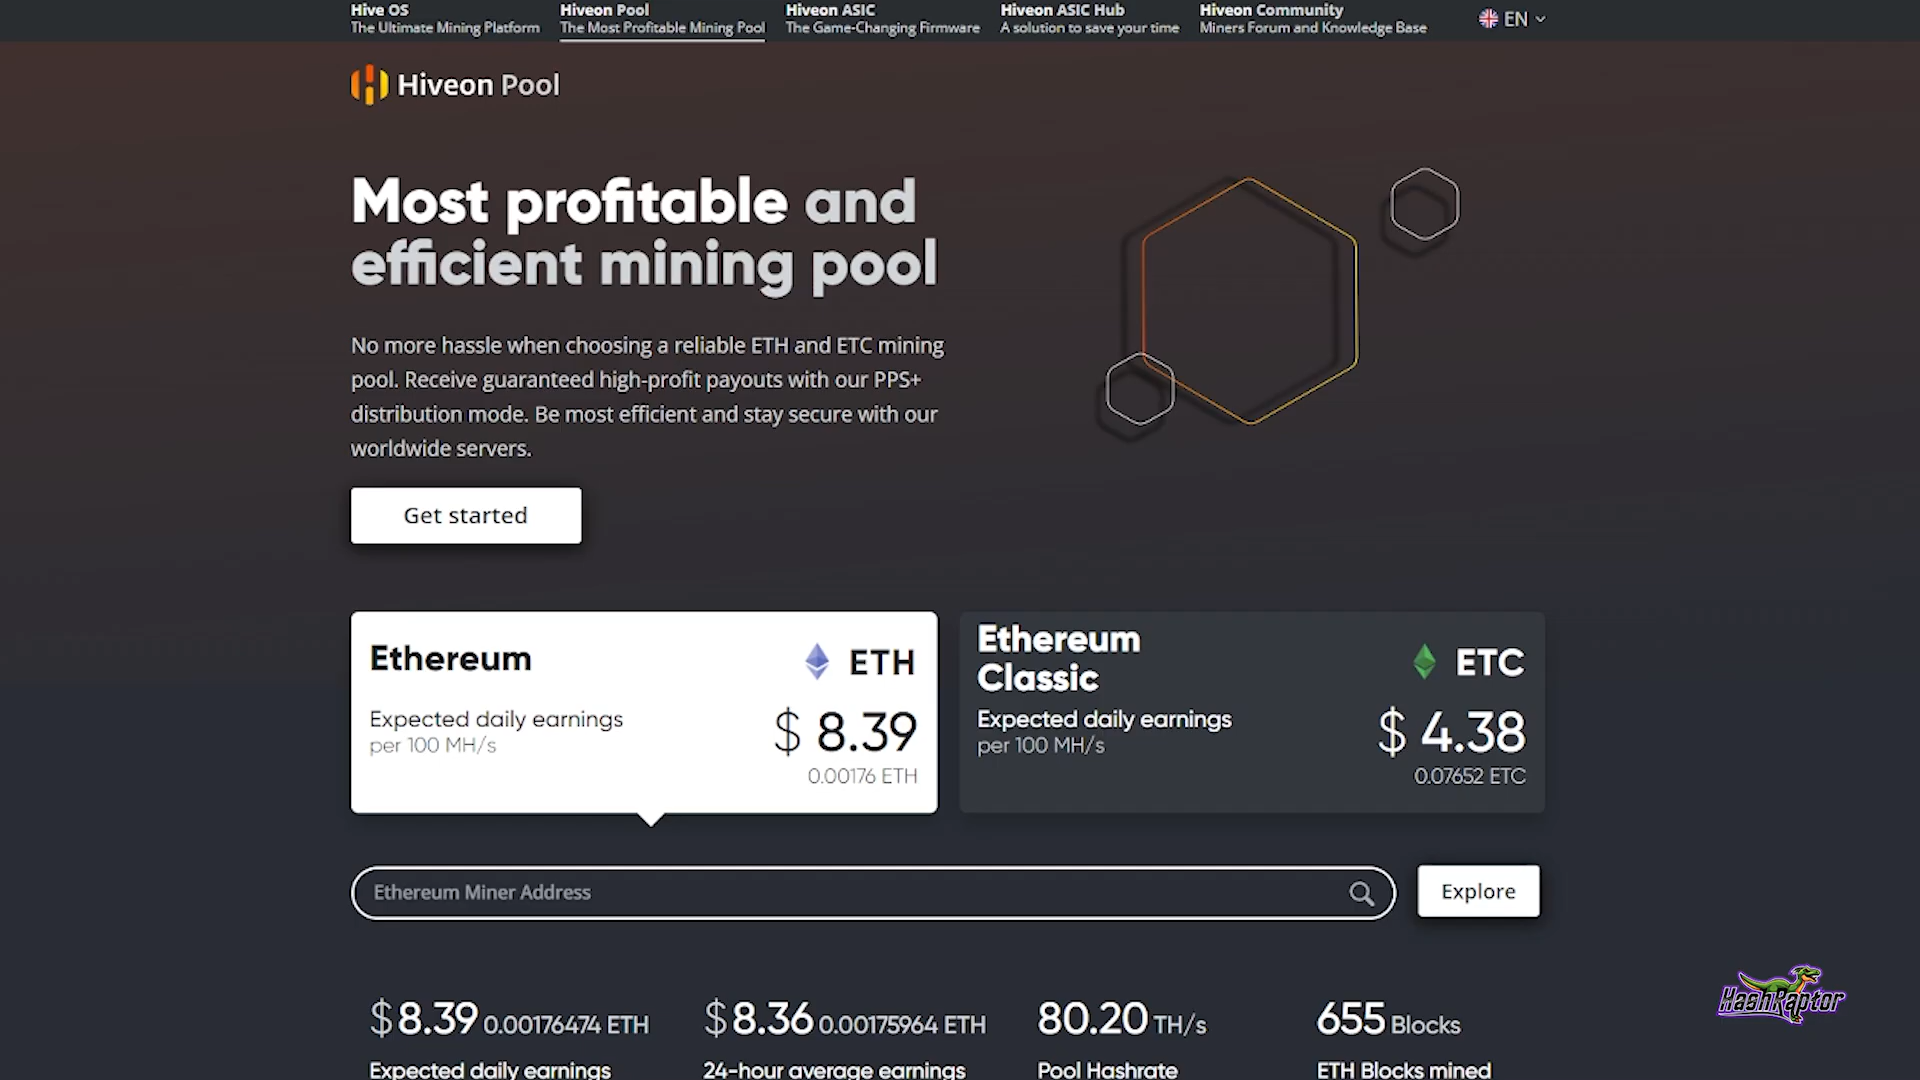 Hive OS
The Ultimate Mining Platform
Hiveon Pool
The Most Profitable Mining Pool
Hiveon ASIC
The Game-Changing Firmware
Hiveon ASIC Hub
A solution to save your time
Hiveon Community
Miners Forum and Knowledge Base
EN
Hiveon Pool
Most profitable and
efficient mining pool
No more hassle when choosing a reliable ETH and ETC mining
pool. Receive guaranteed high-profit payouts with our PPS+
distribution mode. Be most efficient and stay secure with our
worldwide servers.
Get started
Ethereum
ETH
Expected daily earnings
per 100 MH/s
$ 8.39
0.00176 ETH
Ethereum
Classic
ETC
Expected daily earnings
per 100 MH/s
$ 4.38
0.07652 ETC
Ethereum Miner Address
Explore
$8.39 0.00176474 ETH
Expected daily earnings
$8.36 0.00175964 ETH
24-hour average earnings
80.20 TH/s
Pool Hashrate
655 Blocks
ETH Blocks mined
HashRaptor